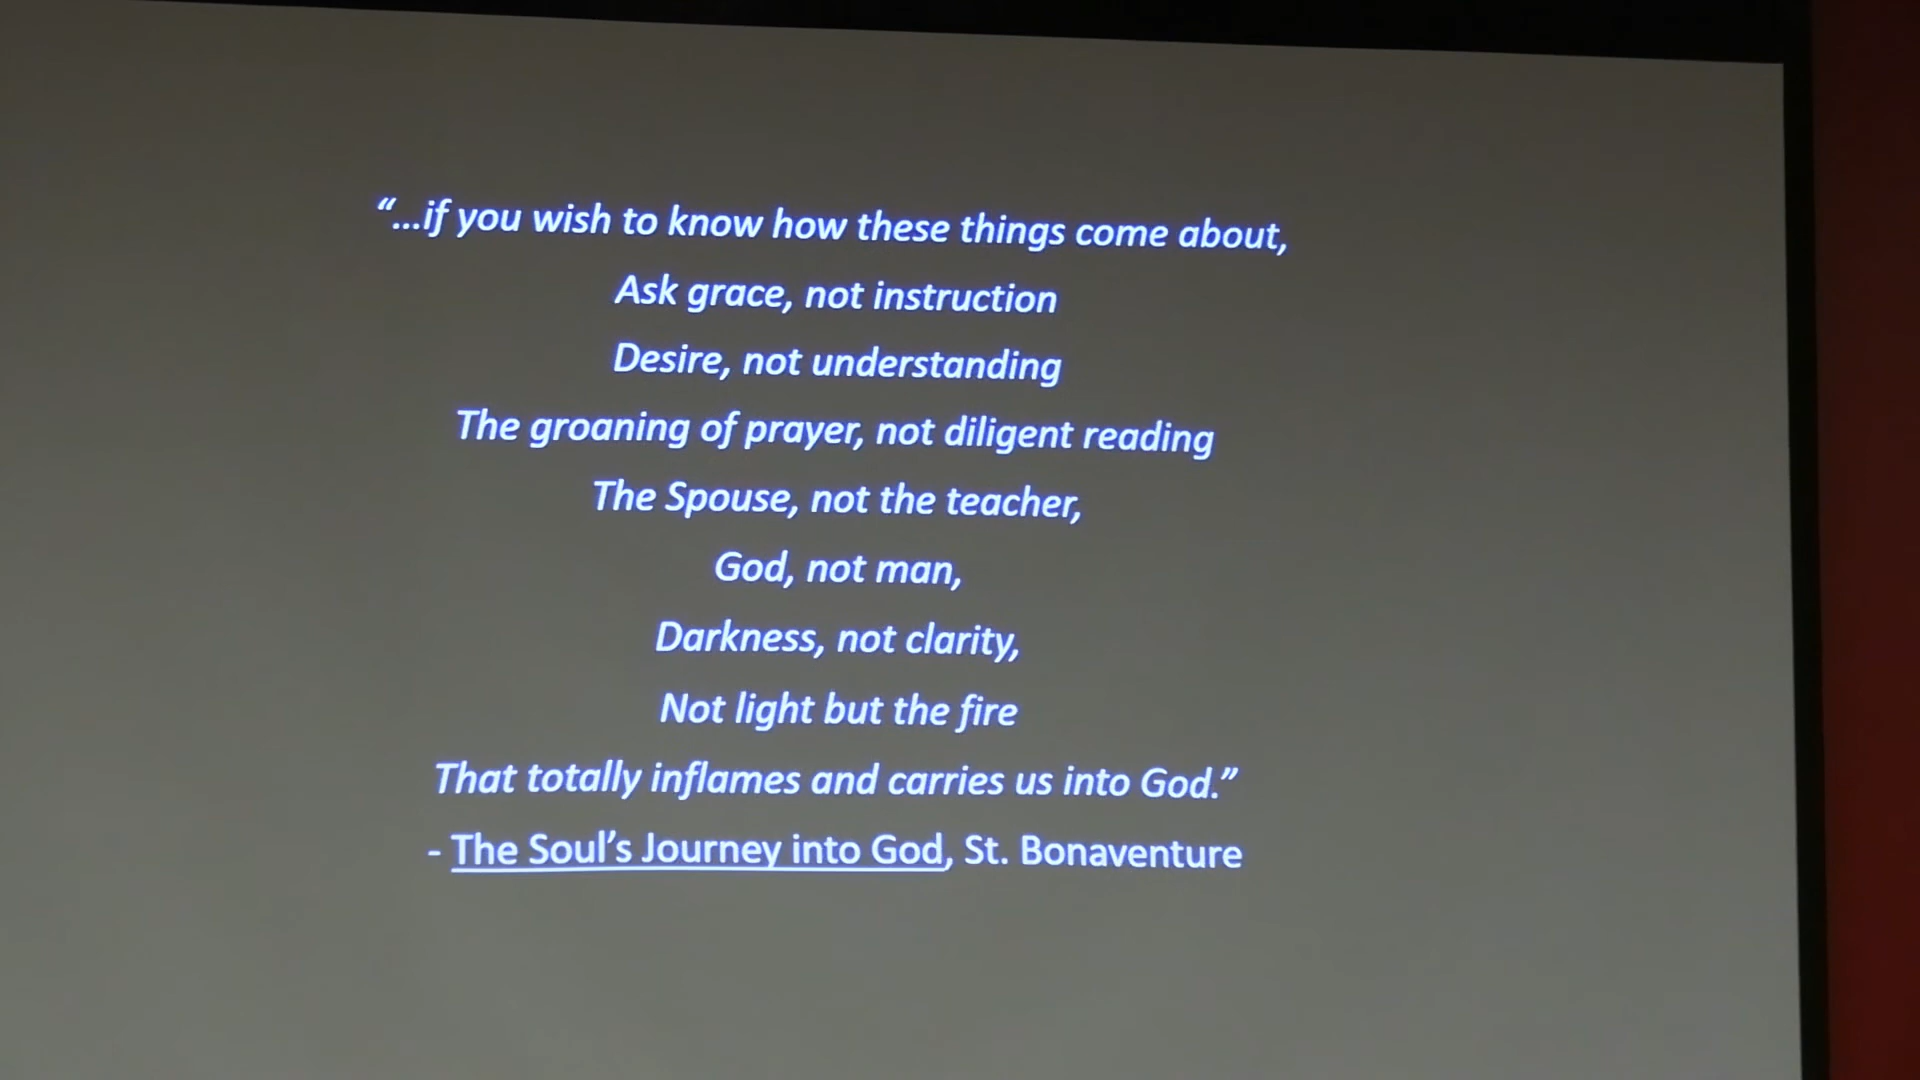 “...if you wish to know how these things come about,
Ask grace, not instruction
Desire, not understanding
The groaning of prayer, not diligent reading
The Spouse, not the teacher,
God, not man,
Darkness, not clarity,
Not light but the fire
That totally inflames and carries us into God.”
- The Soul’s Journey into God, St. Bonaventure